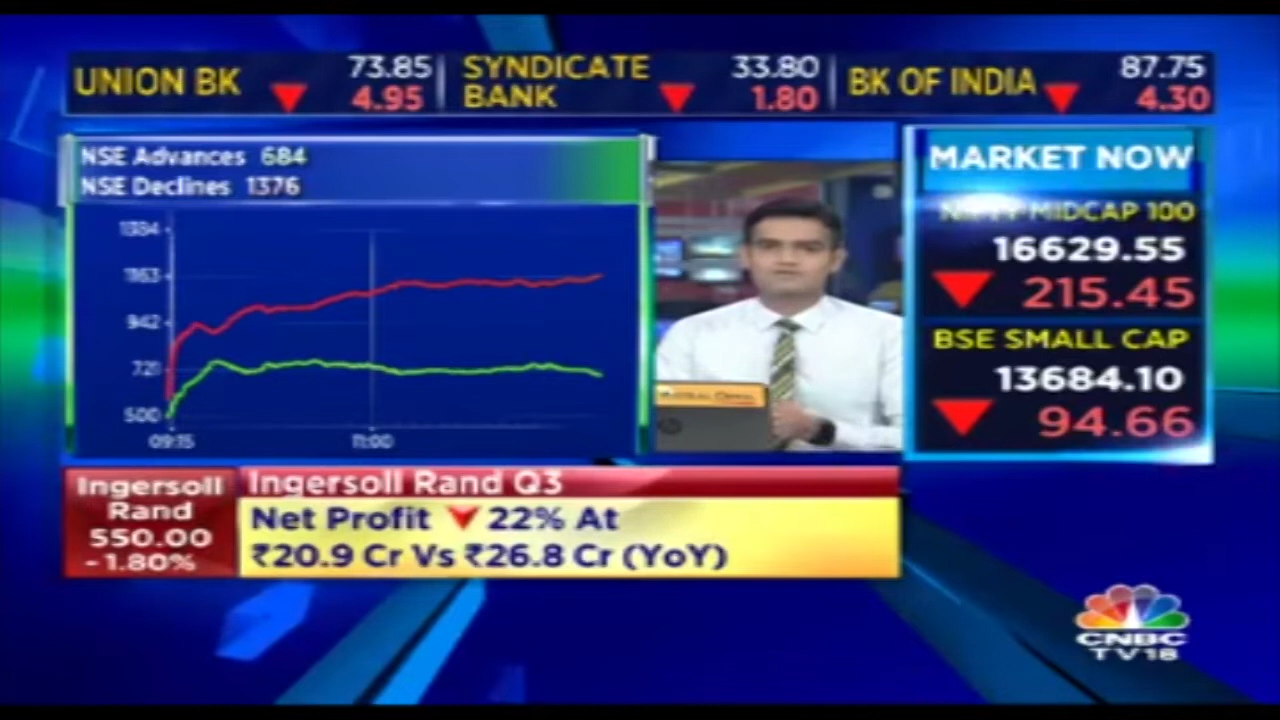 UNION BK 73.85 4.95
SYNDICATE BANK 33.80 1.80
BK OF INDIA 87.75 4.30
NSE Advances 684
NSE Declines 1376
1384
1163
942
721
500
09:15 11:00
MARKET NOW
NIFTY MIDCAP 100
16629.55
215.45
BSE SMALL CAP
13684.10
94.66
Ingersoll
Rand
550.00
-1.80%
Ingersoll Rand Q3
Net Profit 22% At
₹20.9 Cr Vs ₹26.8 Cr (YoY)
CNBC
TV18